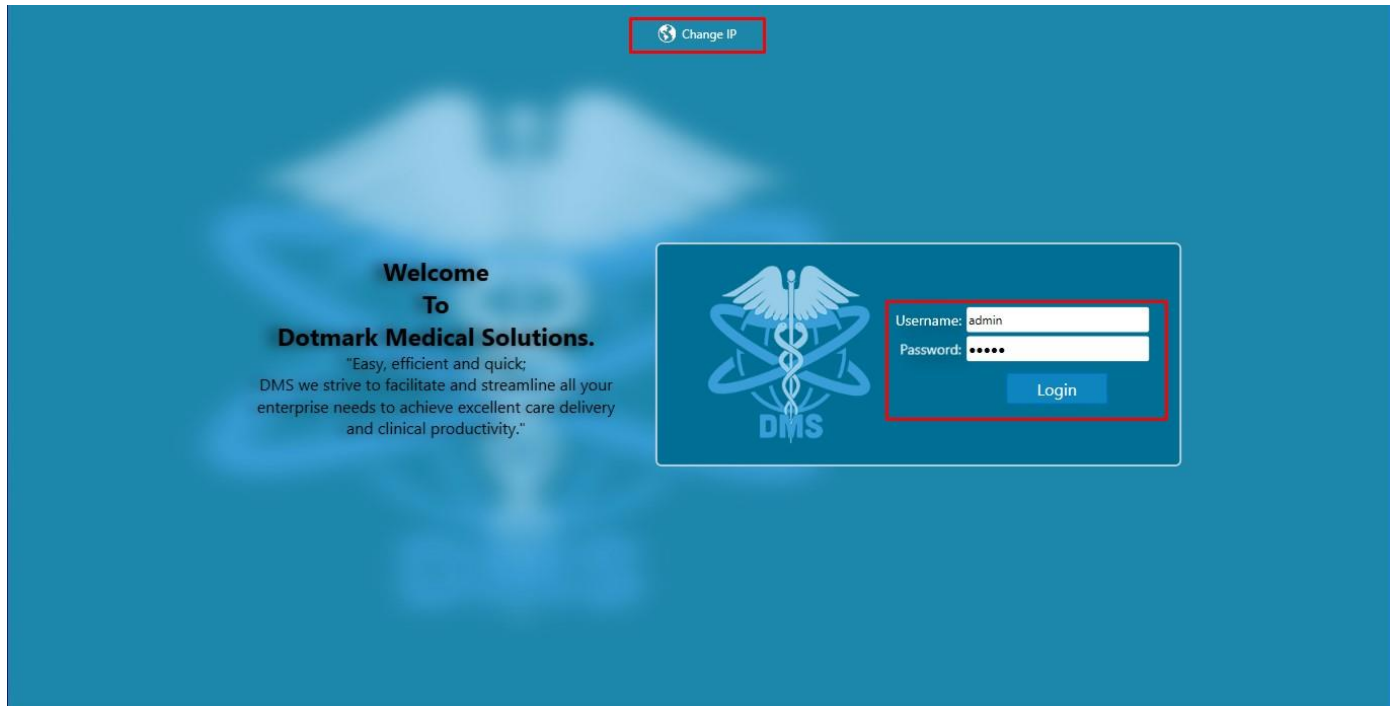 Change IP
Welcome
To
Dotmark Medical Solutions.
"Easy, efficient and quick;
DMS we strive to facilitate and streamline all your
enterprise needs to achieve excellent care delivery
and clinical productivity."
DMS
Username: admin
Password: •••••
Login